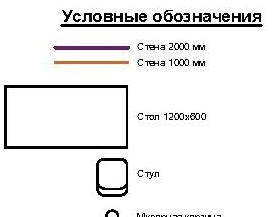 Условные обозначения
Стена 2000 мм
Стена 1000 мм
Стол 1200х600
Стул